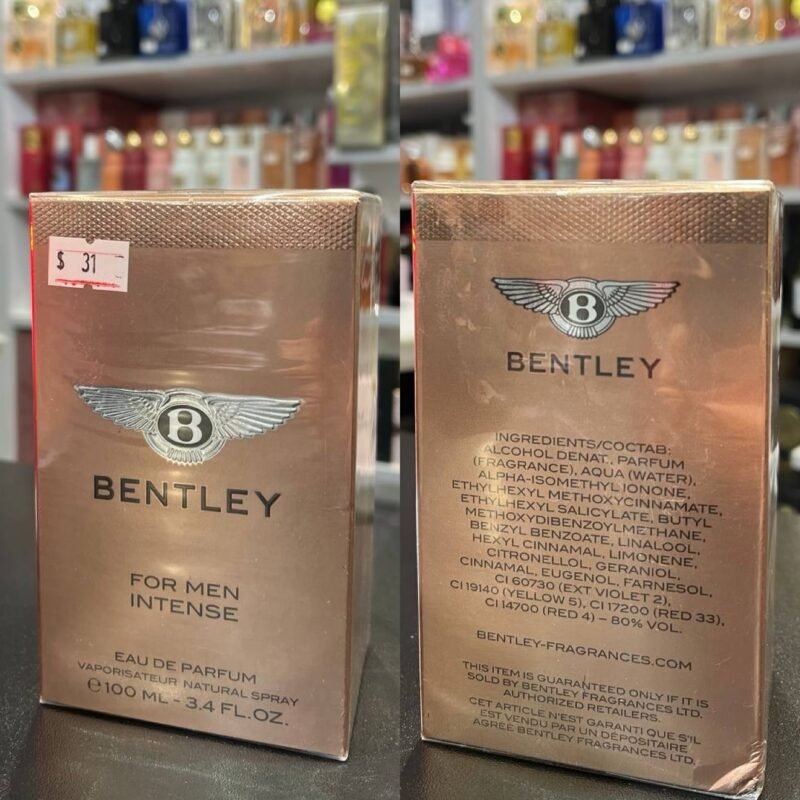 $ 31
B
BENTLEY
FOR MEN
INTENSE
EAU DE PARFUM
VAPORISATEUR NATURAL SPRAY
℮100 ML - 3.4 FL.OZ.
B
BENTLEY
INGREDIENTS/COCTAB:
ALCOHOL DENAT., PARFUM
(FRAGRANCE), AQUA (WATER),
ALPHA-ISOMETHYL IONONE,
ETHYLHEXYL METHOXYCINNAMATE,
ETHYLHEXYL SALICYLATE, BUTYL
METHOXYDIBENZOYLMETHANE,
BENZYL BENZOATE, LINALOOL,
HEXYL CINNAMAL, LIMONENE,
CITRONELLOL, GERANIOL,
CINNAMAL, EUGENOL, FARNESOL,
CI 60730 (EXT VIOLET 2),
CI 19140 (YELLOW 5), CI 17200 (RED 33),
CI 14700 (RED 4) – 80% VOL.
BENTLEY-FRAGRANCES.COM
THIS ITEM IS GUARANTEED ONLY IF IT IS
SOLD BY BENTLEY FRAGRANCES LTD.
AUTHORIZED RETAILERS.
CET ARTICLE N'EST GARANTI QUE S'IL
EST VENDU PAR UN DÉPOSITAIRE
AGRÉÉ BENTLEY FRAGRANCES LTD.